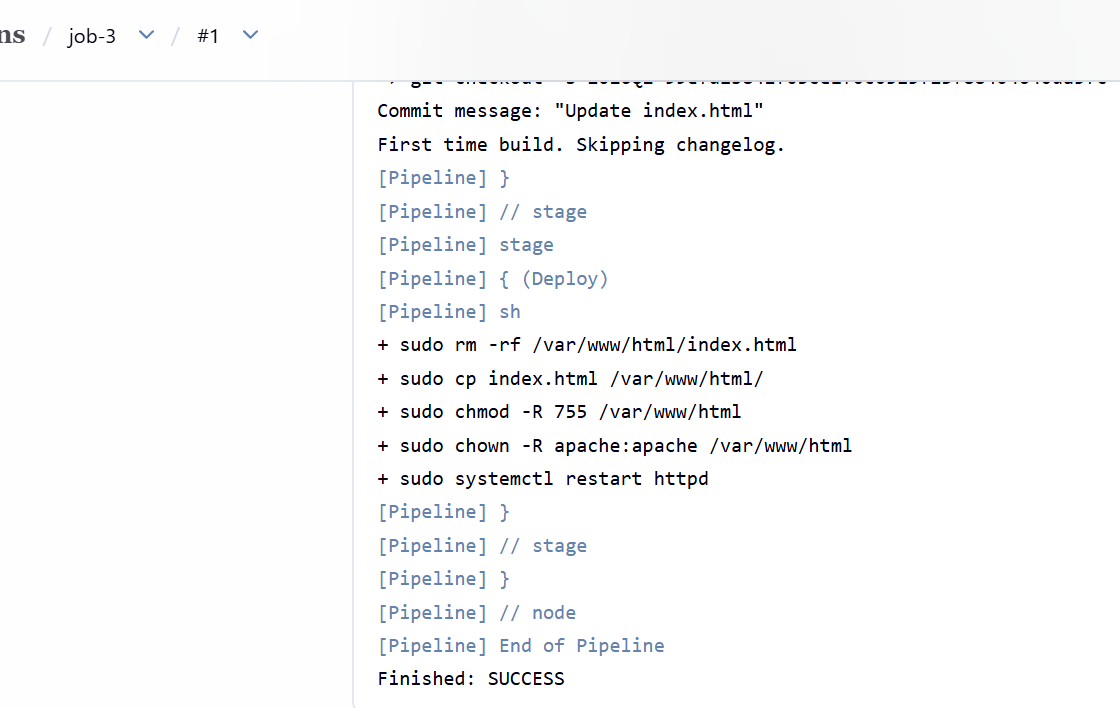 ns / job-3 / #1
Commit message: "Update index.html"
First time build. Skipping changelog.
[Pipeline] }
[Pipeline] // stage
[Pipeline] stage
[Pipeline] { (Deploy)
[Pipeline] sh
+ sudo rm -rf /var/www/html/index.html
+ sudo cp index.html /var/www/html/
+ sudo chmod -R 755 /var/www/html
+ sudo chown -R apache:apache /var/www/html
+ sudo systemctl restart httpd
[Pipeline] }
[Pipeline] // stage
[Pipeline] }
[Pipeline] // node
[Pipeline] End of Pipeline
Finished: SUCCESS